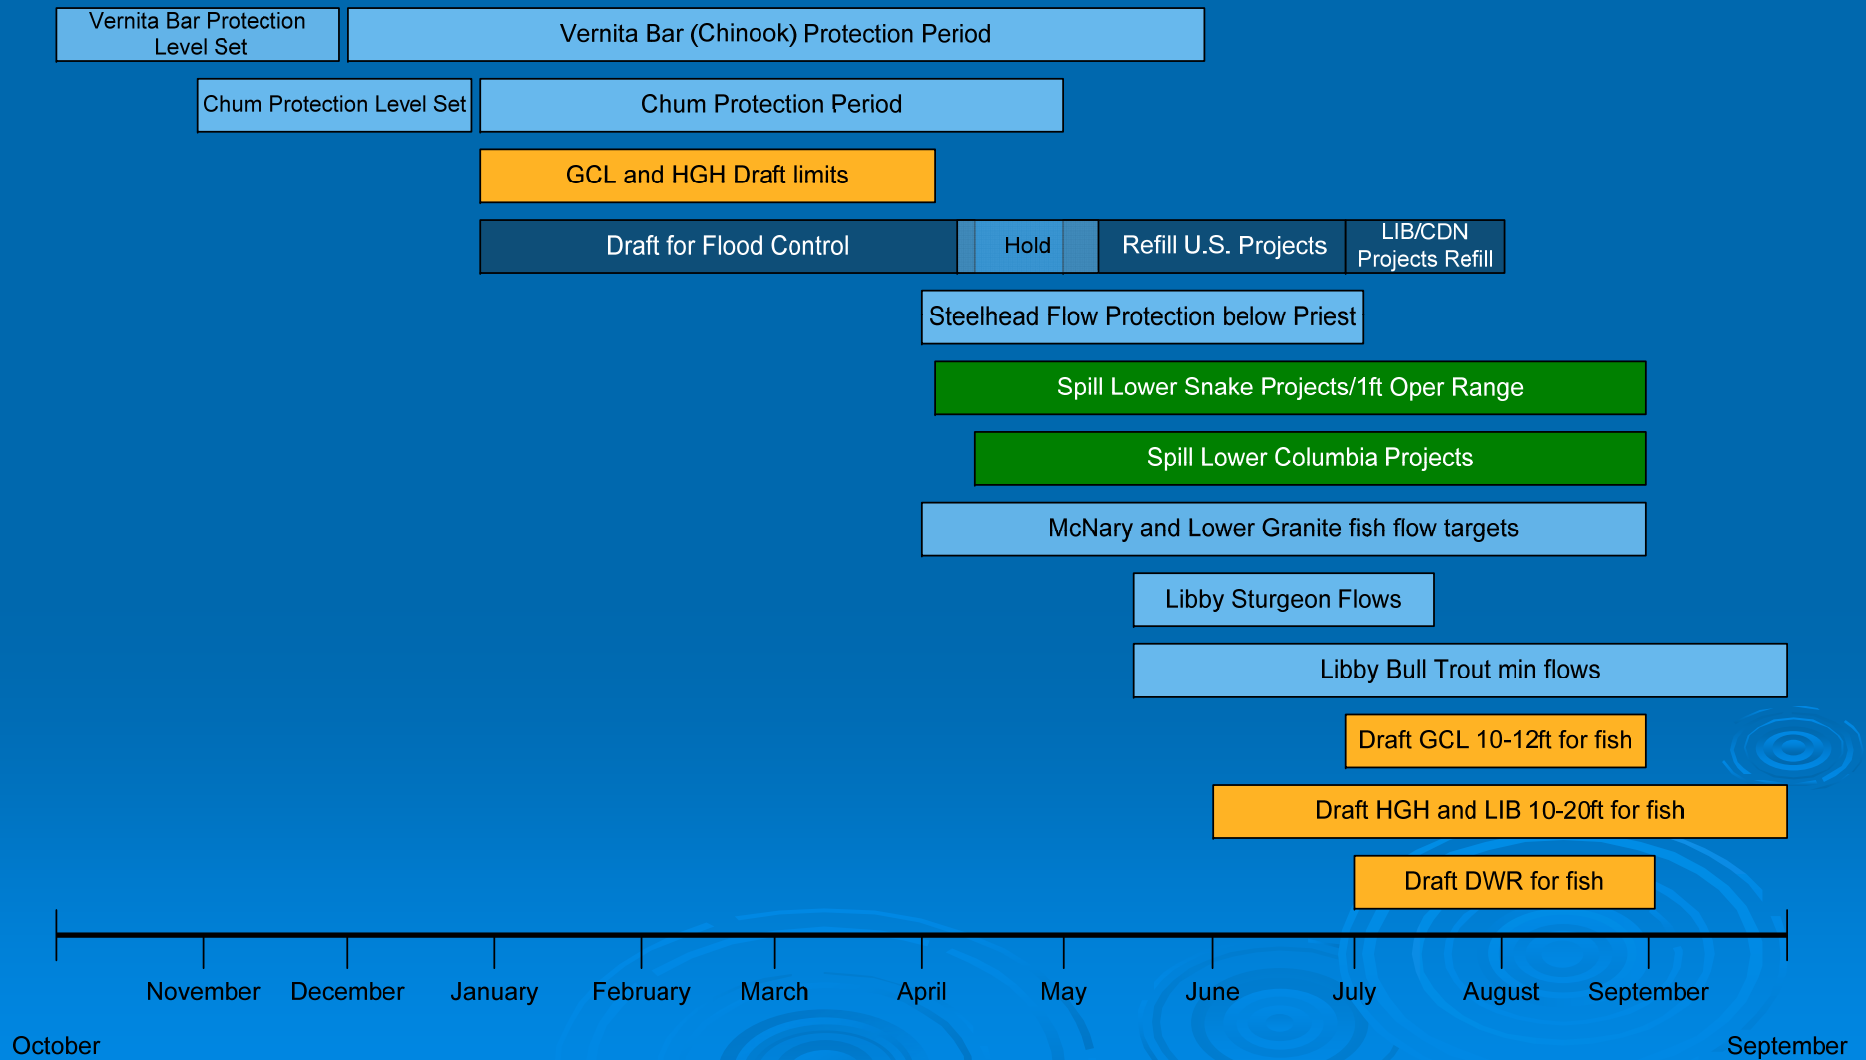 Vernita Bar Protection
Level Set
Vernita Bar (Chinook) Protection Period
Chum Protection Level Set
Chum Protection Period
GCL and HGH Draft limits
Draft for Flood Control
Hold
Refill U.S. Projects
LIB/CDN
Projects Refill
Steelhead Flow Protection below Priest
Spill Lower Snake Projects/1ft Oper Range
Spill Lower Columbia Projects
McNary and Lower Granite fish flow targets
Libby Sturgeon Flows
Libby Bull Trout min flows
Draft GCL 10-12ft for fish
Draft HGH and LIB 10-20ft for fish
Draft DWR for fish
November
December
January
February
March
April
May
June
July
August
September
October
September